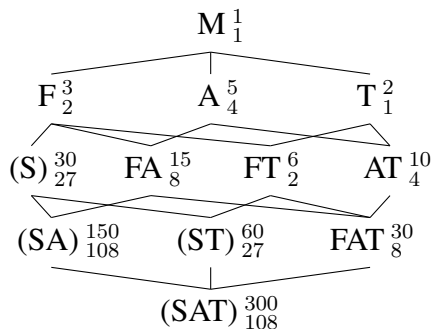 M 1 1
F 3 2 A 5 4 T 2 1
(S) 30 27 FA 15 8 FT 6 2 AT 10 4
(SA) 150 108 (ST) 60 27 FAT 30 8
(SAT) 300 108